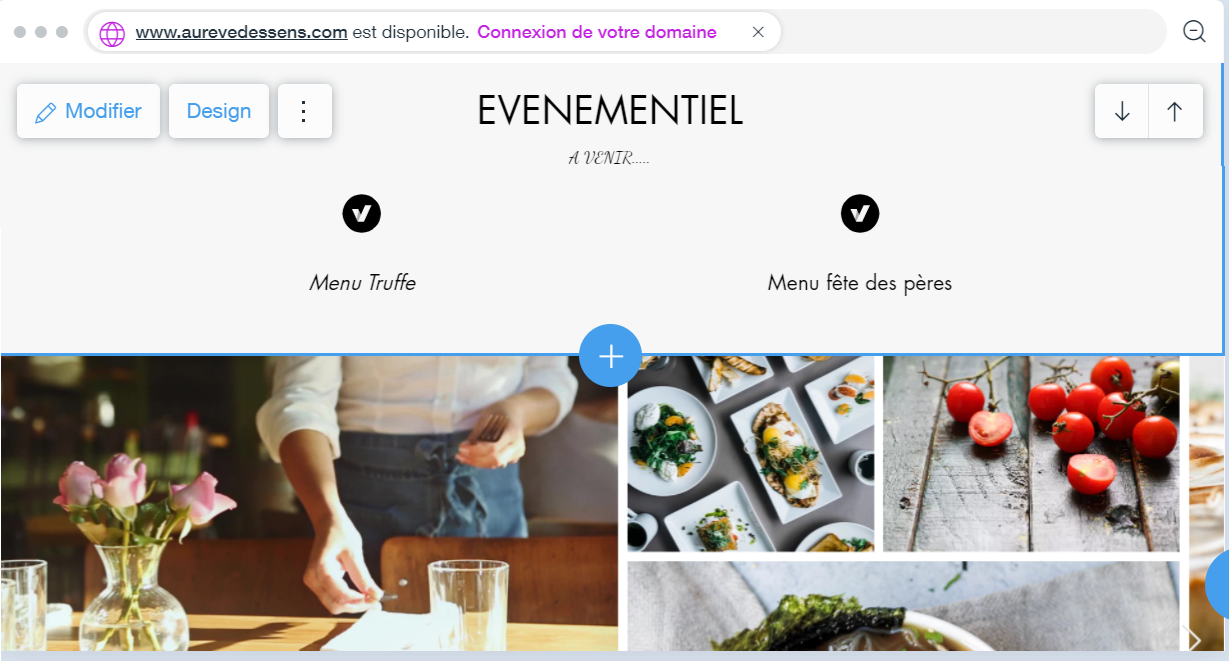 www.aurevedessens.com est disponible. Connexion de votre domaine
Modifier
Design
EVENEMENTIEL
A VENIR.....
Menu Truffe
Menu fête des pères